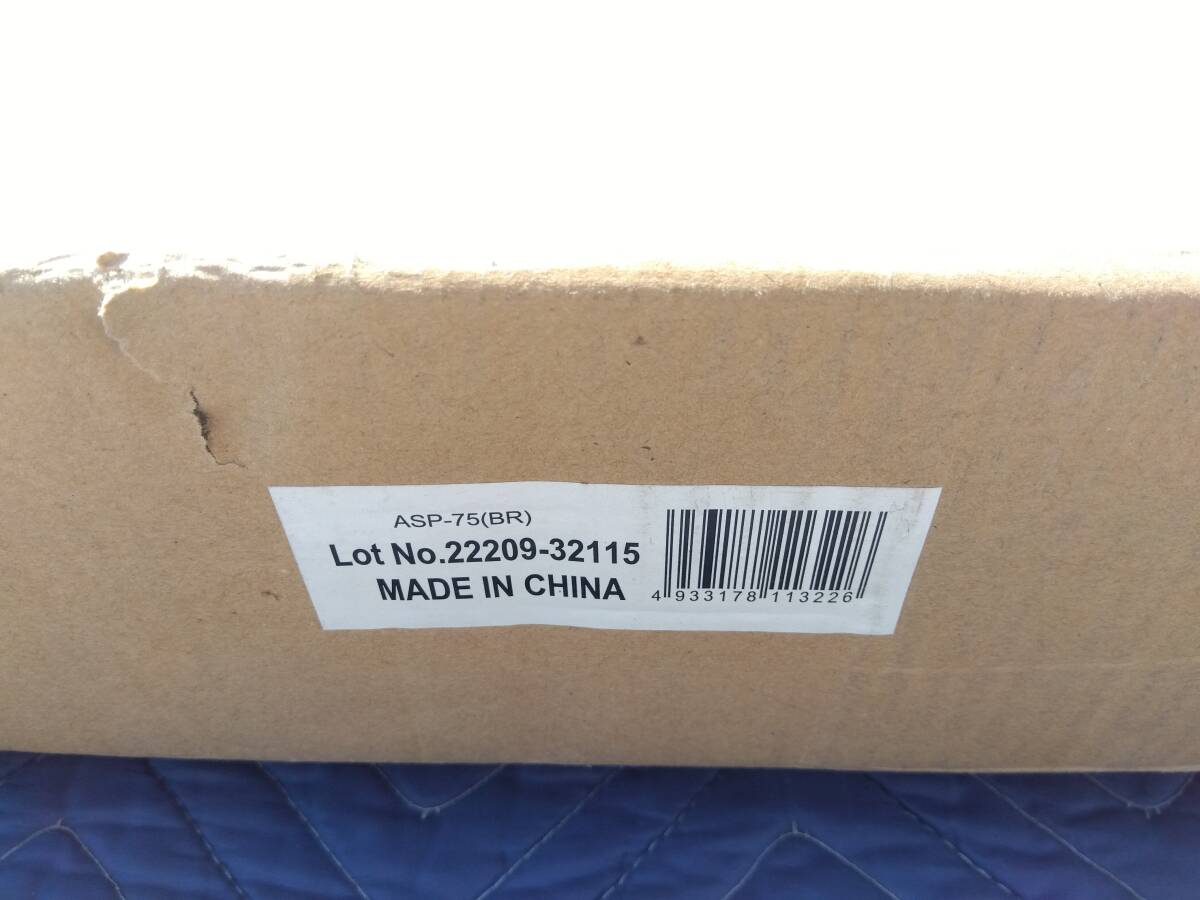 ASP-75(BR)
Lot No.22209-32115
MADE IN CHINA
4 933178 113226